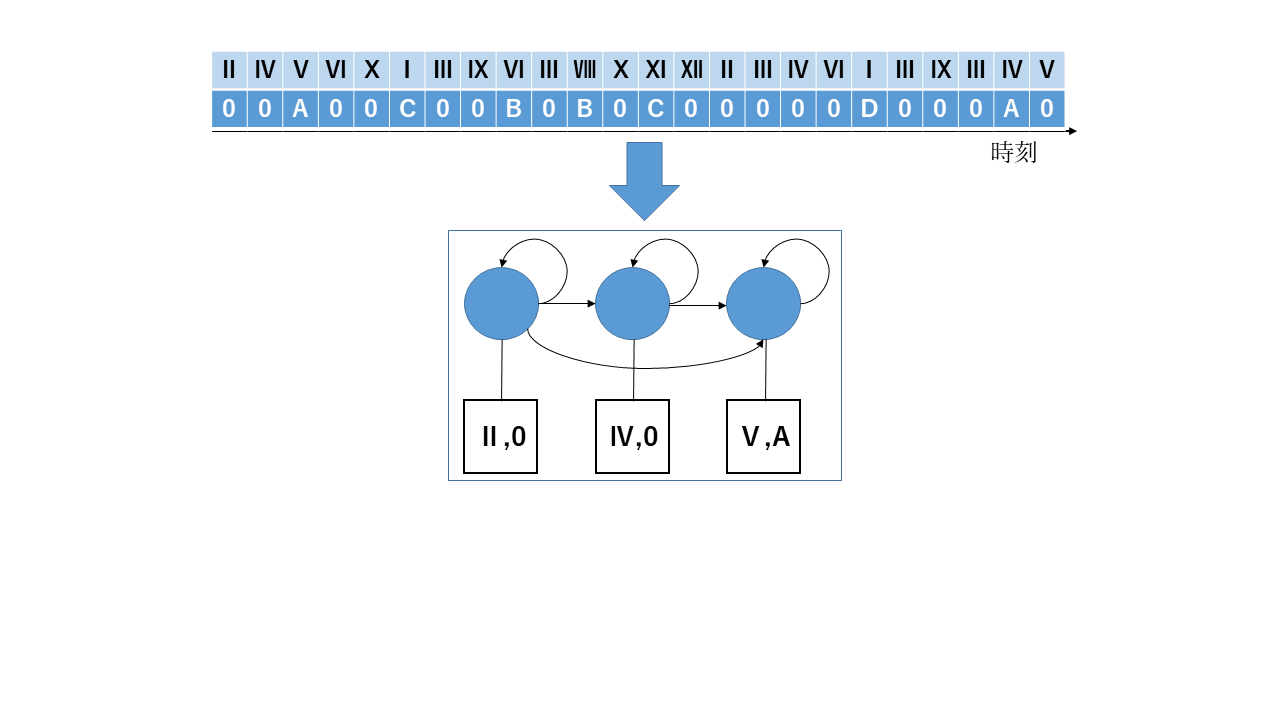 II IV V VI X I III IX VI III VIII X XI XII II III IV VI I III IX III IV V
0 0 A 0 0 C 0 0 B 0 B 0 C 0 0 0 0 0 D 0 0 0 A 0
時刻
II ,0 IV,0 V ,A